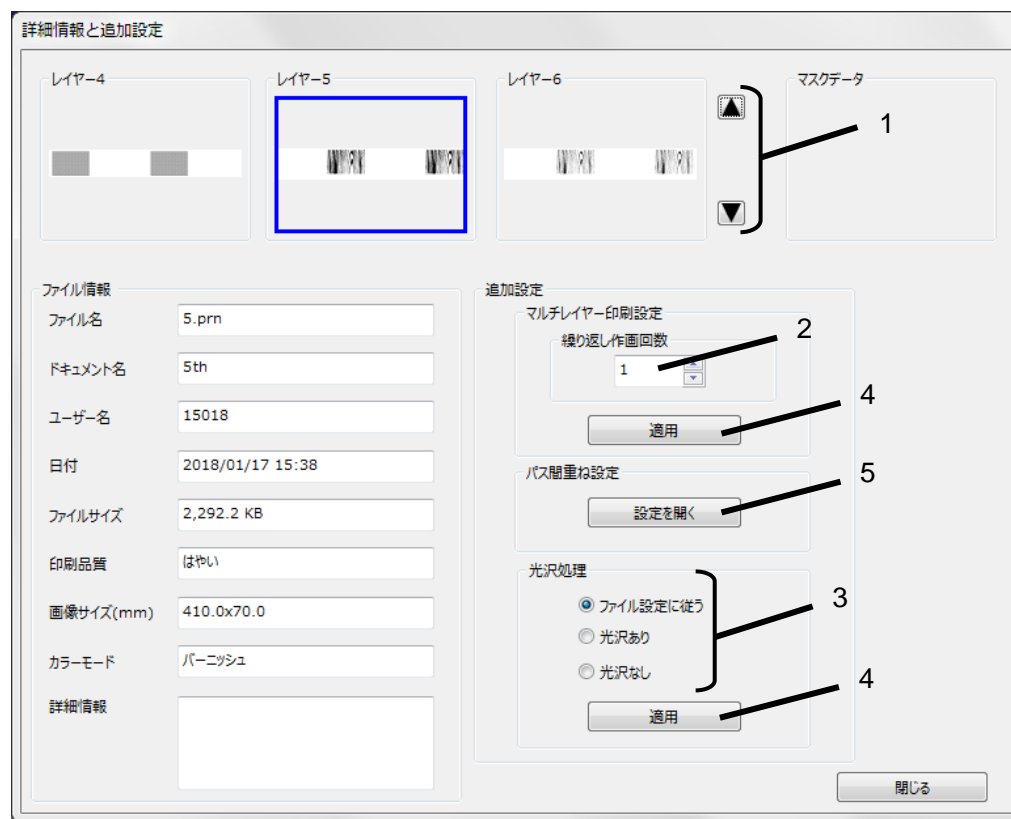 詳細情報と追加設定
レイヤー4
レイヤー5
レイヤー6
マスクデータ
1
ファイル情報
ファイル名
5.prn
ドキュメント名
5th
ユーザー名
15018
日付
2018/01/17 15:38
ファイルサイズ
2,292.2 KB
印刷品質
はやい
画像サイズ(mm)
410.0x70.0
カラーモード
バーニッシュ
詳細情報
追加設定
マルチレイヤー印刷設定
繰り返し作画回数
1
2
適用
4
パス間重ね設定
設定を開く
5
光沢処理
ファイル設定に従う
光沢あり
光沢なし
3
適用
4
閉じる